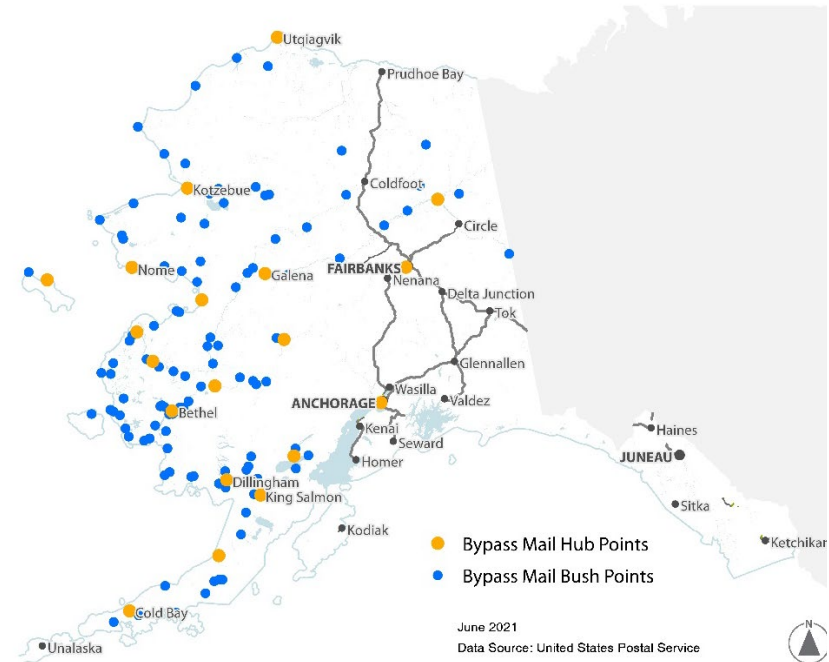 Utqiagvik
Prudhoe Bay
Coldfoot
Kotzebue
Circle
Nome
Galena
FAIRBANKS
Nenana
Delta Junction
Tok
Glennallen
Wasilla
ANCHORAGE
Valdez
Bethel
Kenai
Seward
Homer
Haines
JUNEAU
Dillingham
King Salmon
Sitka
Kodiak
Ketchikan
Bypass Mail Hub Points
Bypass Mail Bush Points
Cold Bay
Unalaska
June 2021
Data Source: United States Postal Service
N